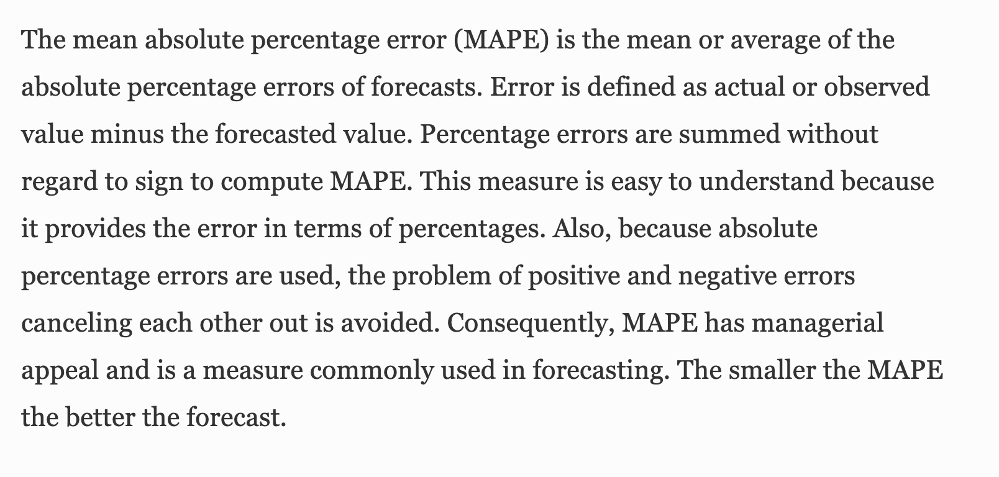 The mean absolute percentage error (MAPE) is the mean or average of the
absolute percentage errors of forecasts. Error is defined as actual or observed
value minus the forecasted value. Percentage errors are summed without
regard to sign to compute MAPE. This measure is easy to understand because
it provides the error in terms of percentages. Also, because absolute
percentage errors are used, the problem of positive and negative errors
canceling each other out is avoided. Consequently, MAPE has managerial
appeal and is a measure commonly used in forecasting. The smaller the MAPE
the better the forecast.